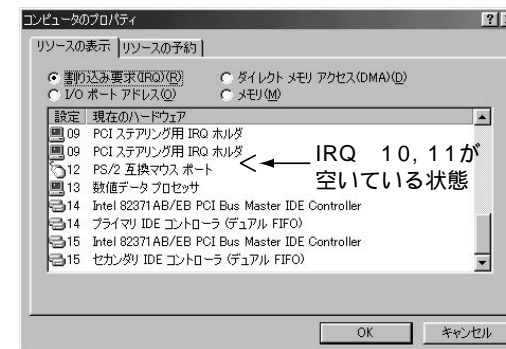 コンピュータのプロパティ
リソースの表示 リソースの予約
割り込み要求(IRQ)(R) ダイレクト メモリ アクセス(DMA)(D)
I/O ポート アドレス(O) メモリ(M)
設定 現在のハードウェア
09 PCI ステアリング用 IRQ ホルダ
09 PCI ステアリング用 IRQ ホルダ
12 PS/2 互換マウス ポート
13 数値データ プロセッサ
14 Intel 82371AB/EB PCI Bus Master IDE Controller
14 プライマリ IDE コントローラ (デュアル FIFO)
15 Intel 82371AB/EB PCI Bus Master IDE Controller
15 セカンダリ IDE コントローラ (デュアル FIFO)
IRQ 10, 11が
空いている状態
OK キャンセル